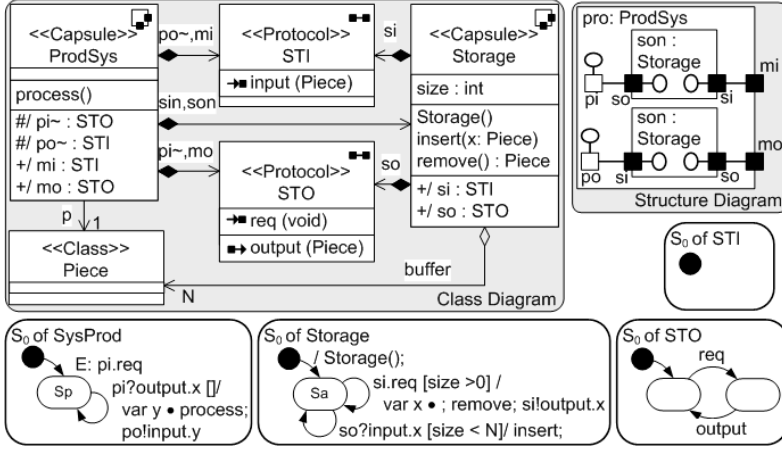 <<Capsule>>
ProdSys
process()
#/ pi~ : STO
#/ po~ : STI
+/ mi : STI
+/ mo : STO
po~,mi
<<Protocol>>
STI
input (Piece)
si
<<Capsule>>
Storage
size : int
Storage()
insert(x: Piece)
remove() : Piece
+/ si : STI
+/ so : STO
sin,son
pi~,mo
<<Protocol>>
STO
req (void)
output (Piece)
so
p
1
<<Class>>
Piece
buffer
N
Class Diagram
pro: ProdSys
son :
Storage
mi
pi
so
si
son :
Storage
mo
po
si
so
Structure Diagram
S0 of STI
S0 of SysProd
E: pi.req
Sp
pi?output.x []/
var y • process;
po!input.y
S0 of Storage
/ Storage();
Sa
si.req [size >0] /
var x • ; remove; si!output.x
so?input.x [size < N]/ insert;
S0 of STO
req
output